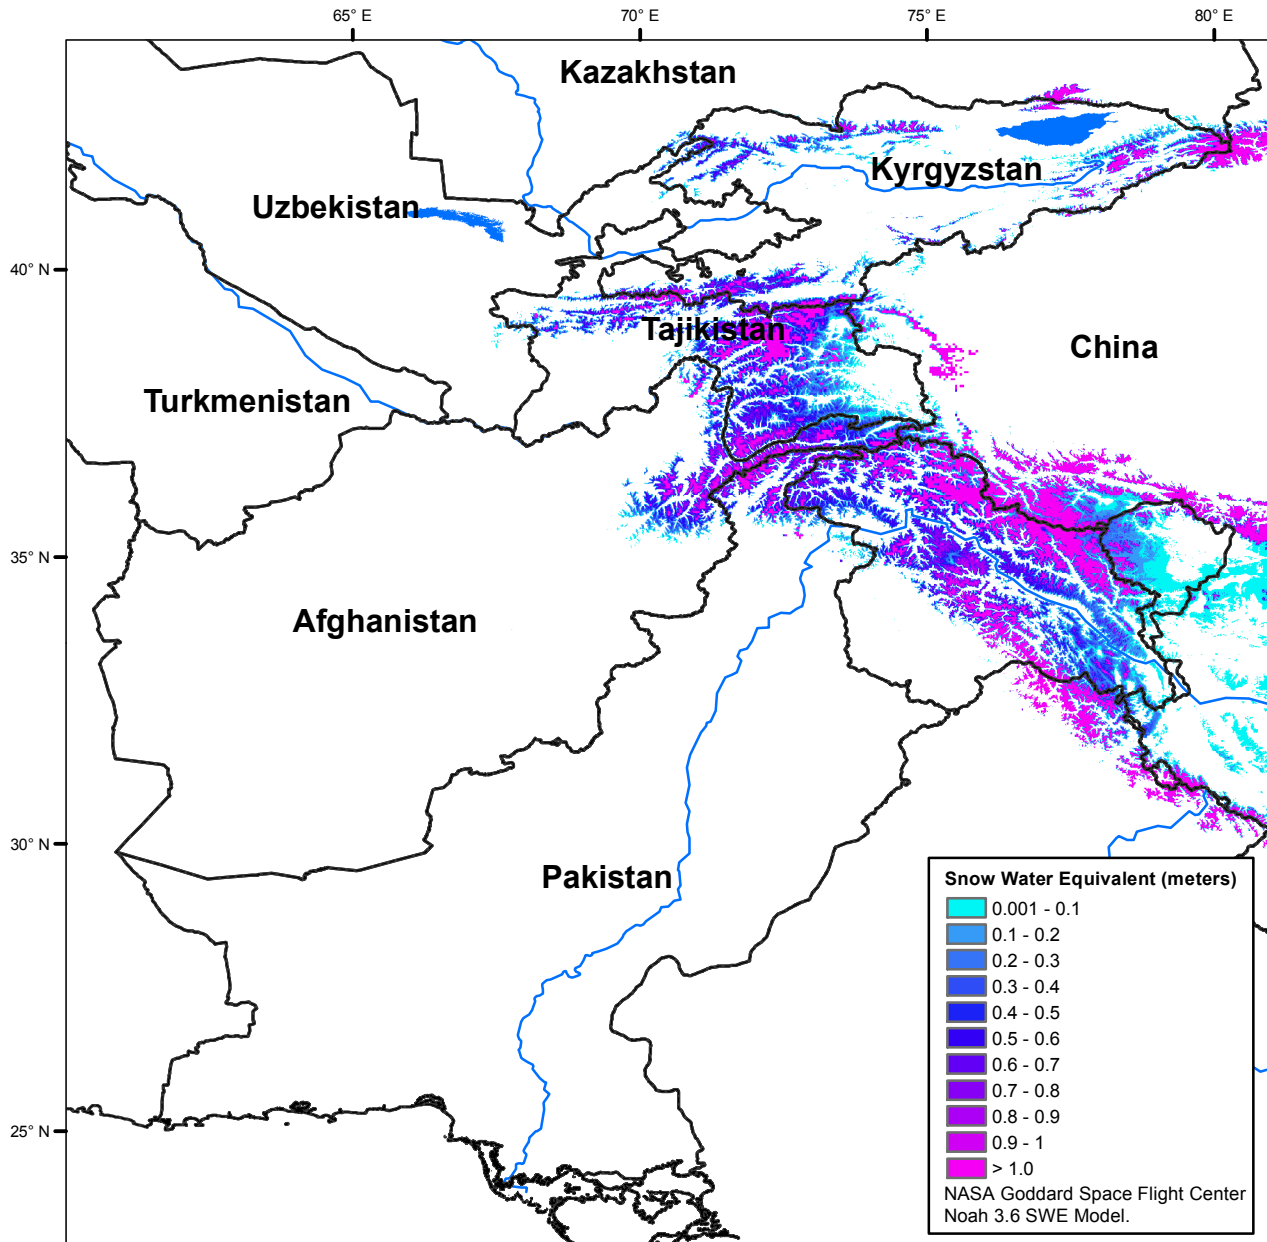 65° E
70° E
75° E
80° E
Kazakhstan
Kyrgyzstan
Uzbekistan
40° N
Tajikistan
China
Turkmenistan
35° N
Afghanistan
30° N
Pakistan
25° N
Snow Water Equivalent (meters)
0.001 - 0.1
0.1 - 0.2
0.2 - 0.3
0.3 - 0.4
0.4 - 0.5
0.5 - 0.6
0.6 - 0.7
0.7 - 0.8
0.8 - 0.9
0.9 - 1
> 1.0
NASA Goddard Space Flight Center
Noah 3.6 SWE Model.